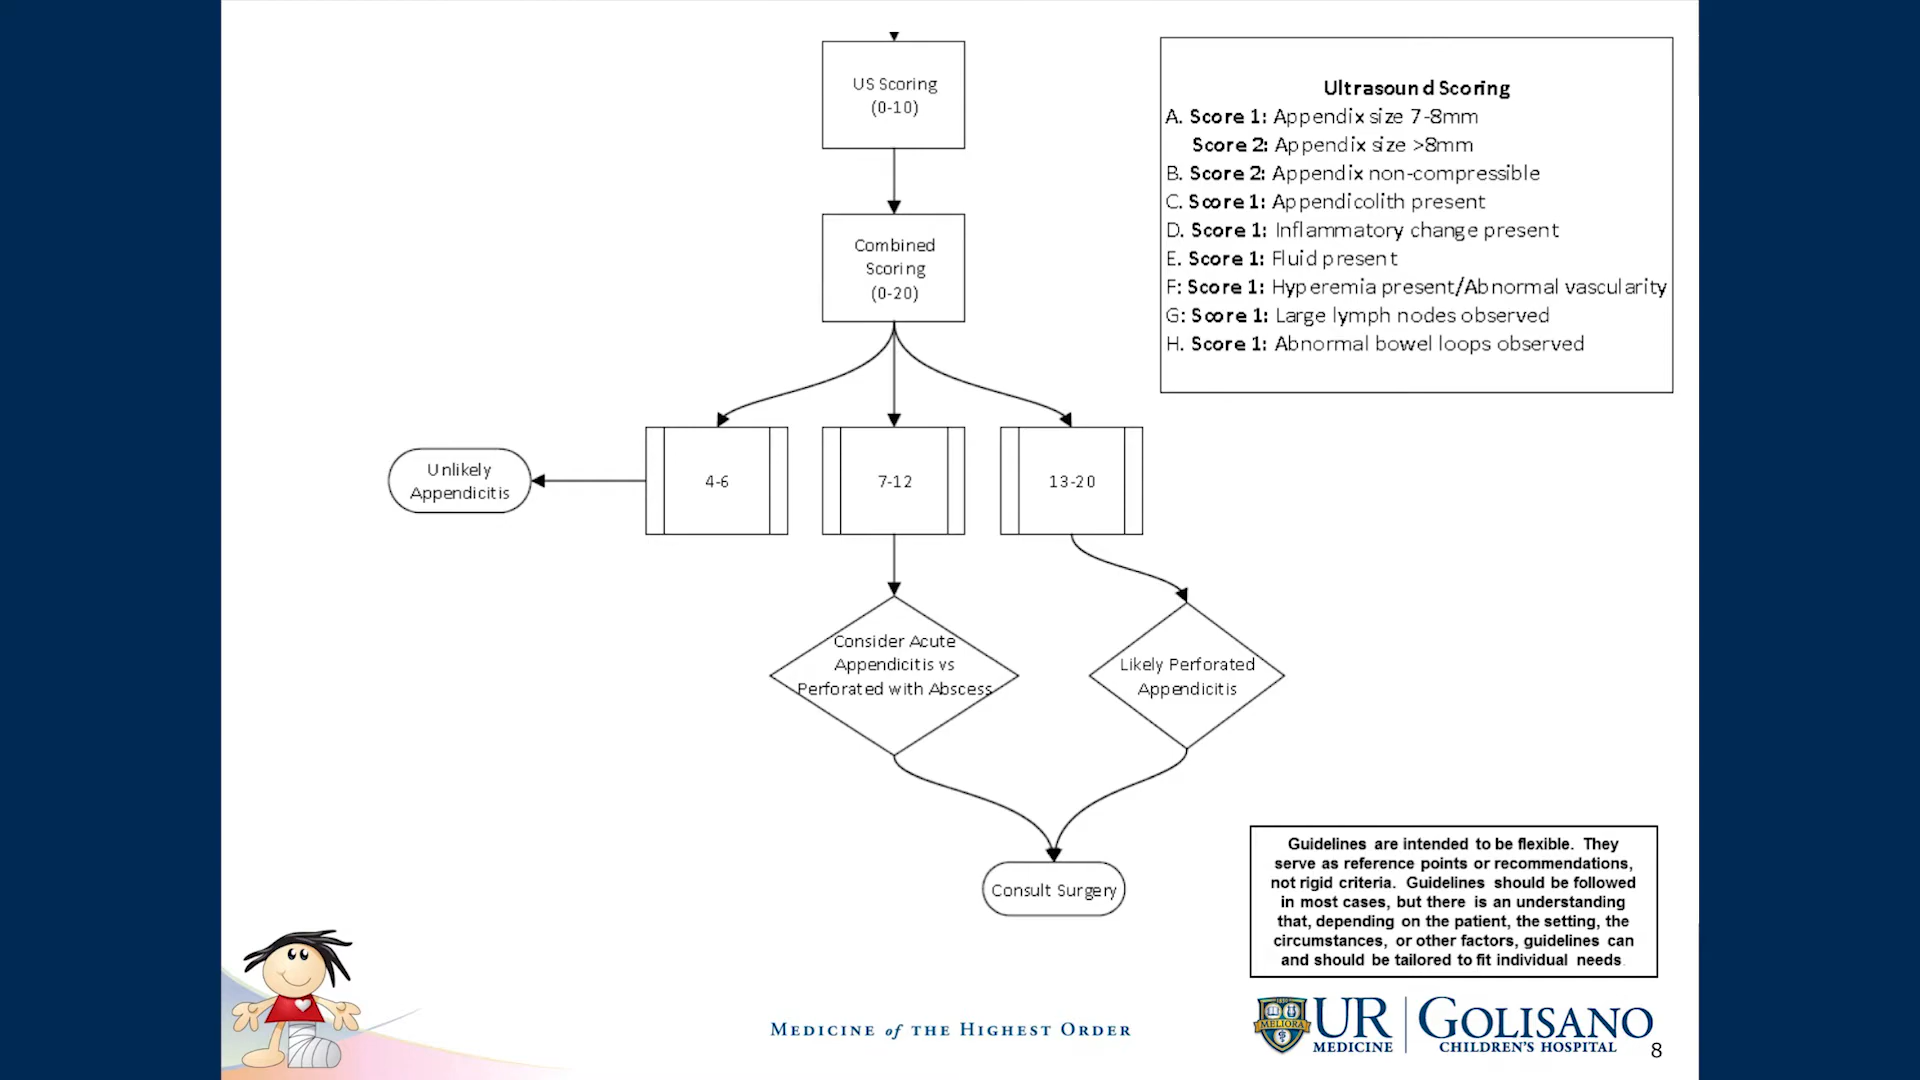 US Scoring
(0-10)
Combined
Scoring
(0-20)
4-6
7-12
13-20
Unlikely
Appendicitis
Consider Acute
Appendicitis vs
Perforated with Abscess
Likely Perforated
Appendicitis
Consult Surgery
Ultrasound Scoring
A. Score 1: Appendix size 7-8mm
Score 2: Appendix size >8mm
B. Score 2: Appendix non-compressible
C. Score 1: Appendicolith present
D. Score 1: Inflammatory change present
E. Score 1: Fluid present
F: Score 1: Hyperemia present/Abnormal vascularity
G: Score 1: Large lymph nodes observed
H. Score 1: Abnormal bowel loops observed
Guidelines are intended to be flexible. They
serve as reference points or recommendations,
not rigid criteria. Guidelines should be followed
in most cases, but there is an understanding
that, depending on the patient, the setting, the
circumstances, or other factors, guidelines can
and should be tailored to fit individual needs
MEDICINE of THE HIGHEST ORDER
MELIORA
UR
MEDICINE
GOLISANO
CHILDREN'S HOSPITAL
8